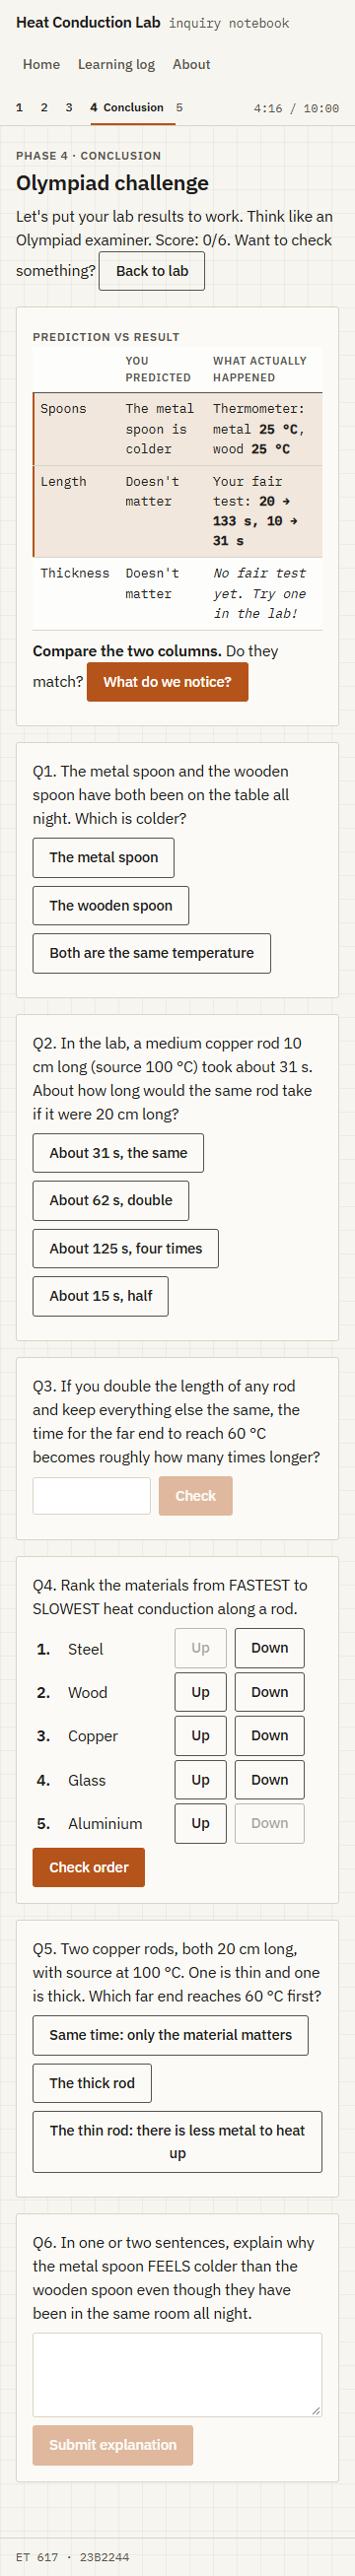 Heat Conduction Lab inquiry notebook
Home Learning log About
1 2 3 4 Conclusion 5 4:16 / 10:00
PHASE 4 · CONCLUSION
Olympiad challenge
Let's put your lab results to work. Think like an
Olympiad examiner. Score: 0/6. Want to check
something? Back to lab
PREDICTION VS RESULT
YOU PREDICTED WHAT ACTUALLY HAPPENED
Spoons The metal spoon is colder Thermometer: metal 25 °C, wood 25 °C
Length Doesn't matter Your fair test: 20 → 133 s, 10 → 31 s
Thickness Doesn't matter No fair test yet. Try one in the lab!
Compare the two columns. Do they
match? What do we notice?
Q1. The metal spoon and the wooden
spoon have both been on the table all
night. Which is colder?
The metal spoon
The wooden spoon
Both are the same temperature
Q2. In the lab, a medium copper rod 10
cm long (source 100 °C) took about 31 s.
About how long would the same rod take
if it were 20 cm long?
About 31 s, the same
About 62 s, double
About 125 s, four times
About 15 s, half
Q3. If you double the length of any rod
and keep everything else the same, the
time for the far end to reach 60 °C
becomes roughly how many times longer?
Check
Q4. Rank the materials from FASTEST to
SLOWEST heat conduction along a rod.
1. Steel Up Down
2. Wood Up Down
3. Copper Up Down
4. Glass Up Down
5. Aluminium Up Down
Check order
Q5. Two copper rods, both 20 cm long,
with source at 100 °C. One is thin and one
is thick. Which far end reaches 60 °C first?
Same time: only the material matters
The thick rod
The thin rod: there is less metal to heat
up
Q6. In one or two sentences, explain why
the metal spoon FEELS colder than the
wooden spoon even though they have
been in the same room all night.
Submit explanation
ET 617 · 23B2244